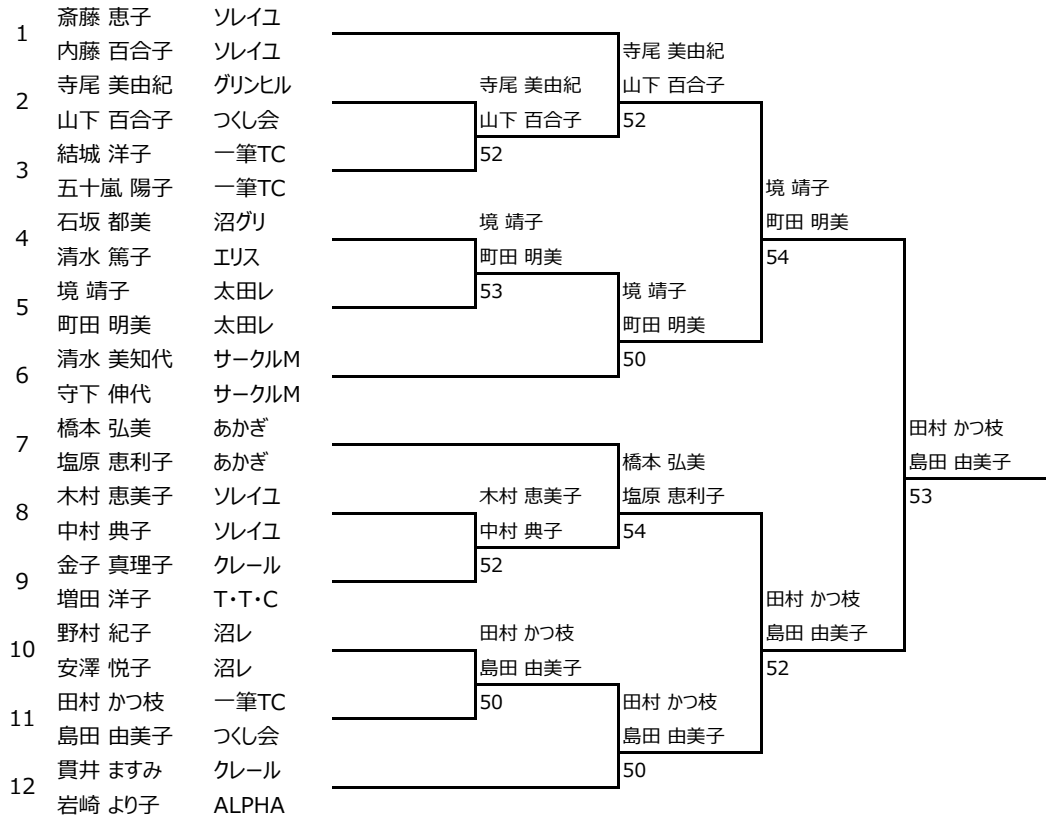 斎藤 恵子 ソレイユ
1
内藤 百合子 ソレイユ 寺尾 美由紀
寺尾 美由紀 グリンヒル 寺尾 美由紀 山下 百合子
2
山下 百合子 つくし会 山下 百合子 52
結城 洋子 一筆TC 52
3
五十嵐 陽子 一筆TC 境 靖子
石坂 都美 沼グリ 境 靖子 町田 明美
4
清水 篤子 エリス 町田 明美 54
境 靖子 太田レ 53 境 靖子
5
町田 明美 太田レ 町田 明美
清水 美知代 サークルM 50
6
守下 伸代 サークルM
橋本 弘美 あかぎ 田村 かつ枝
7
塩原 恵利子 あかぎ 橋本 弘美 島田 由美子
木村 恵美子 ソレイユ 木村 恵美子 塩原 恵利子 53
8
中村 典子 ソレイユ 中村 典子 54
金子 真理子 クレール 52
9
増田 洋子 T・T・C 田村 かつ枝
野村 紀子 沼レ 田村 かつ枝 島田 由美子
10
安澤 悦子 沼レ 島田 由美子 52
田村 かつ枝 一筆TC 50 田村 かつ枝
11
島田 由美子 つくし会 島田 由美子
貫井 ますみ クレール 50
12
岩崎 より子 ALPHA